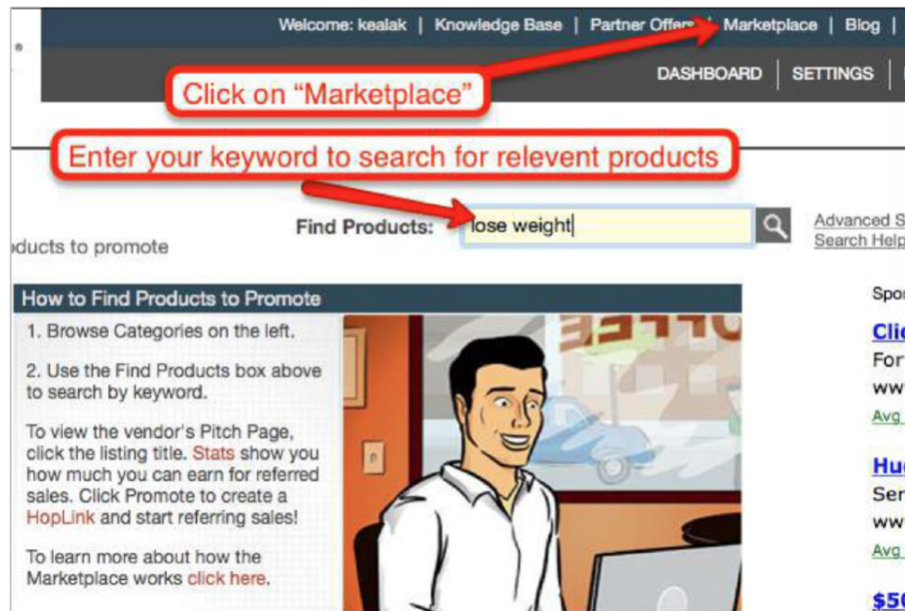 Welcome: kealak | Knowledge Base | Partner Offers | Marketplace | Blog |
DASHBOARD | SETTINGS |
Click on “Marketplace”
Enter your keyword to search for relevent products
Find Products: lose weight
Advanced S
Search Help
oducts to promote
How to Find Products to Promote
1. Browse Categories on the left.
2. Use the Find Products box above
to search by keyword.
To view the vendor's Pitch Page,
click the listing title. Stats show you
how much you can earn for referred
sales. Click Promote to create a
HopLink and start referring sales!
To learn more about how the
Marketplace works click here.
COFFEE
Spor
Clic
For
ww
Avg
Hu
Ser
ww
Avg
$50